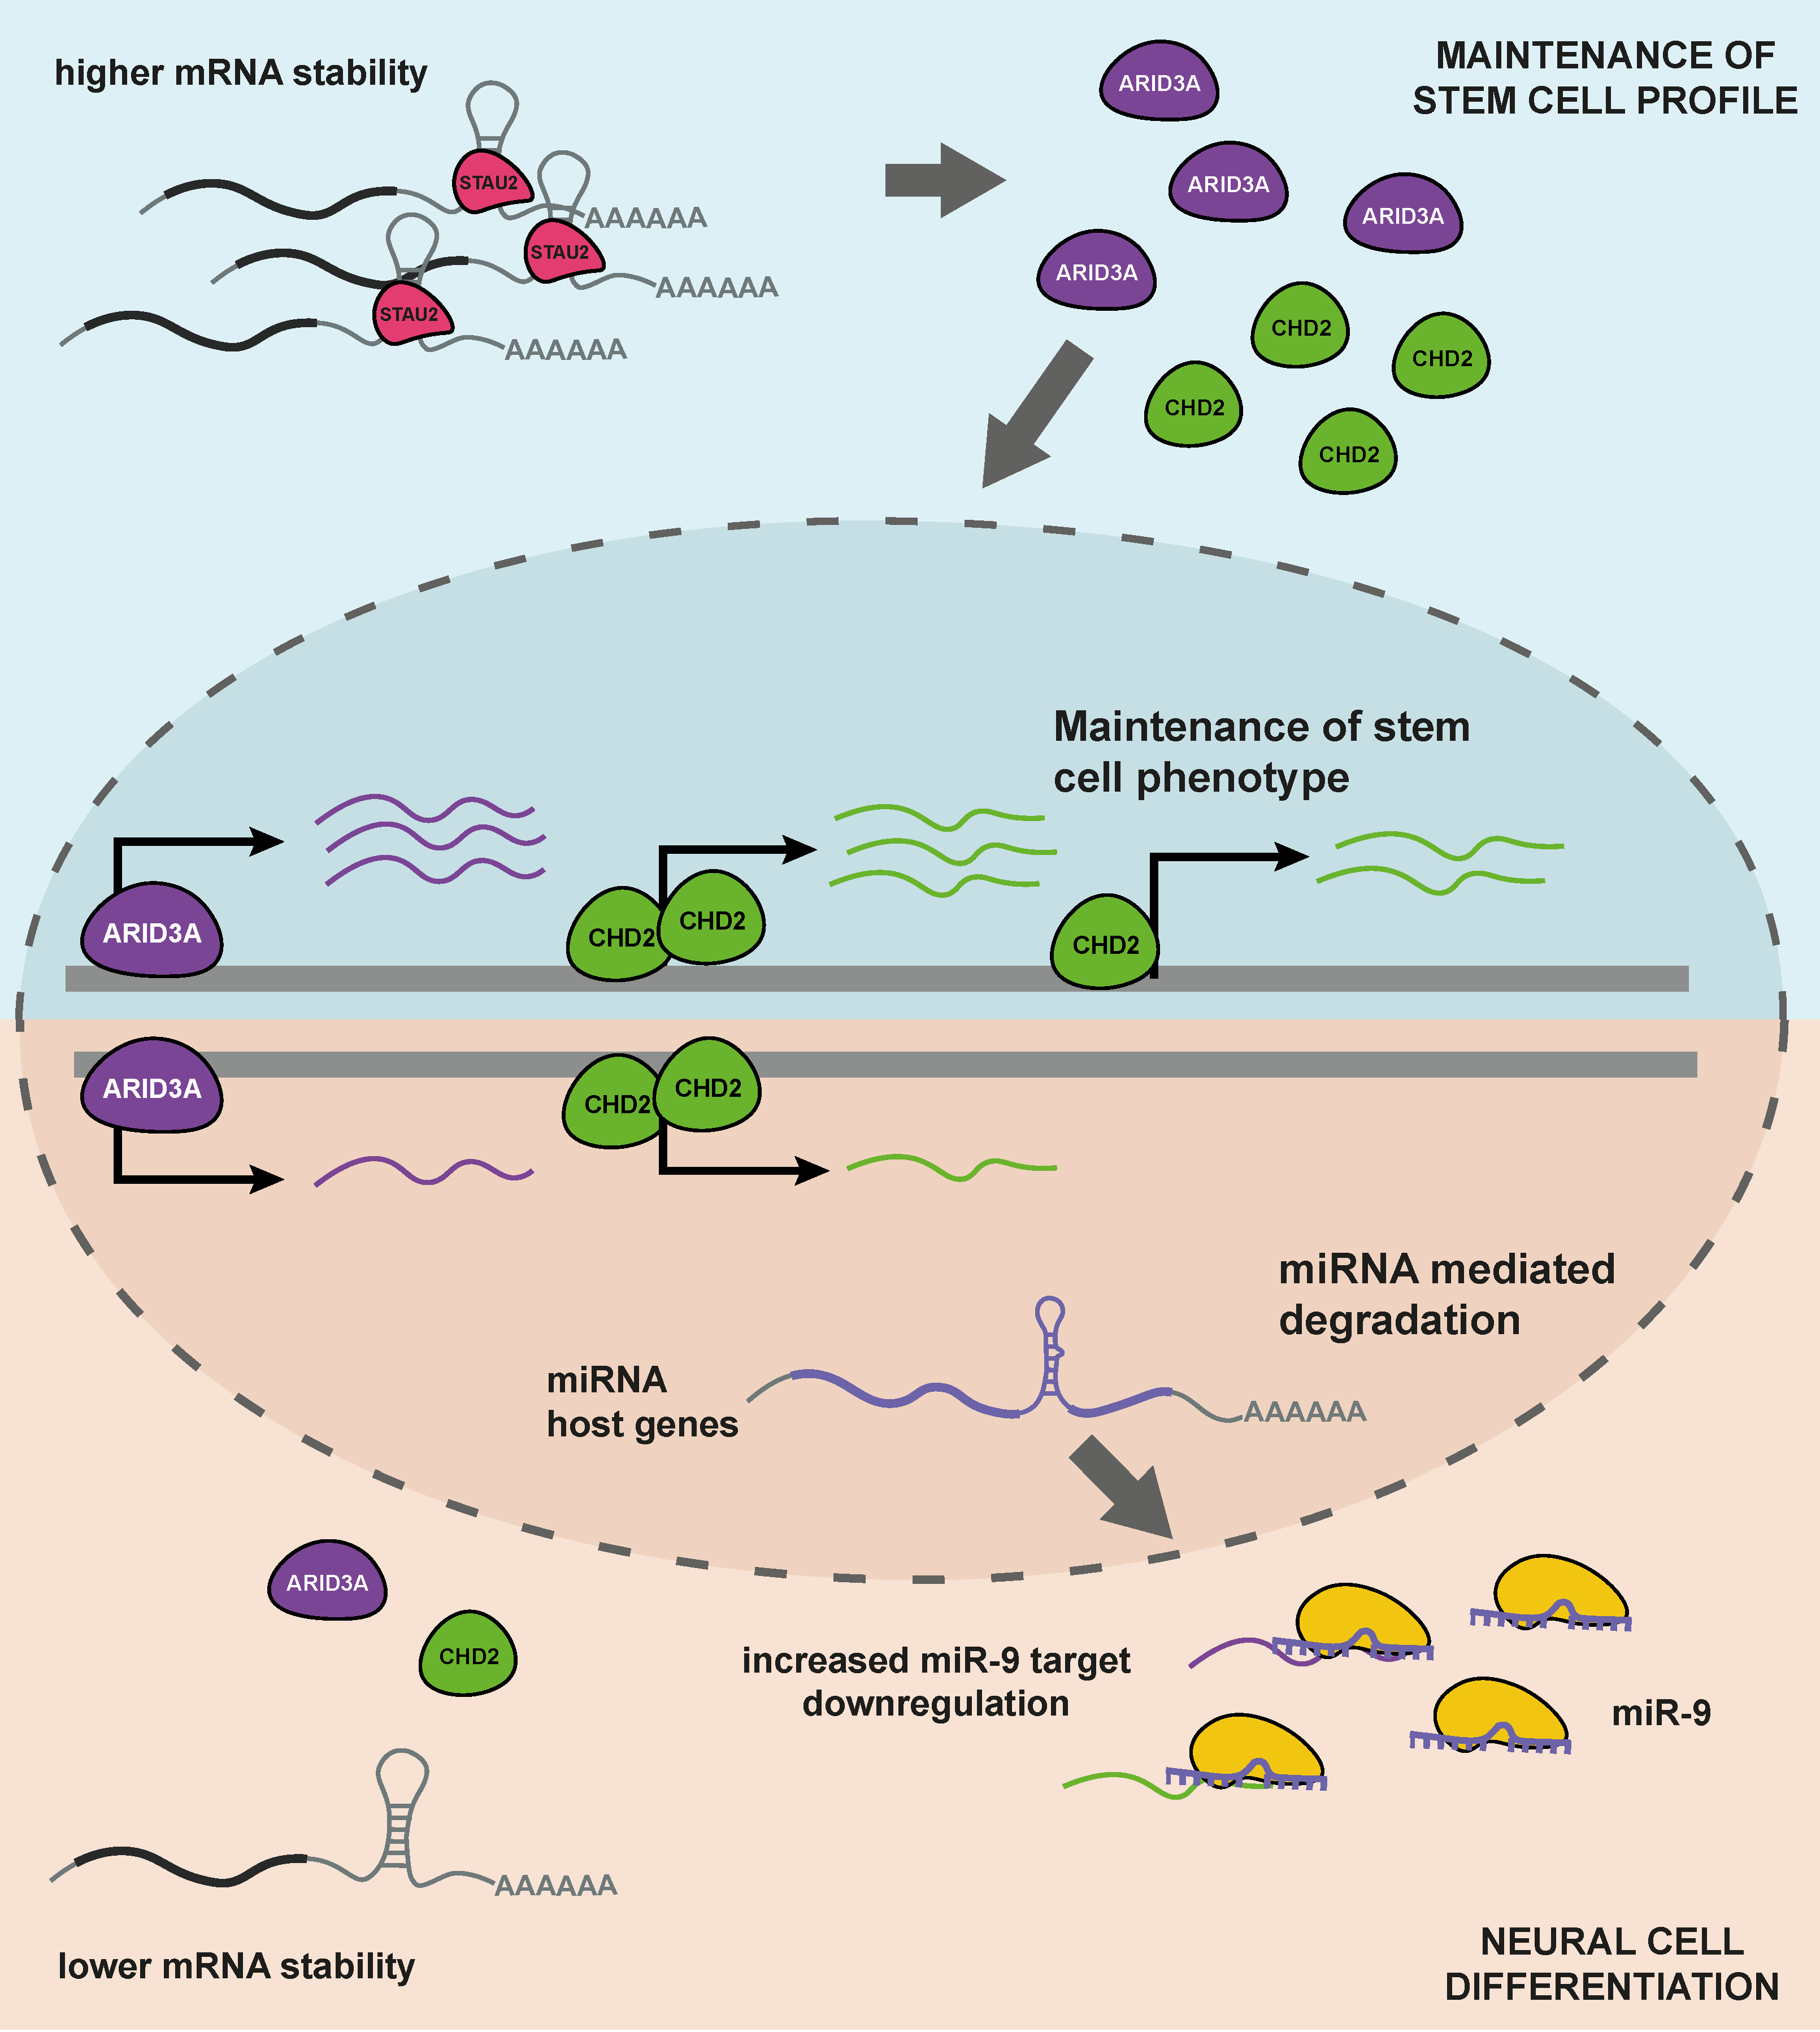 higher mRNA stability
MAINTENANCE OF
STEM CELL PROFILE
STAU2
AAAAAA
STAU2
AAAAAA
STAU2
AAAAAA
ARID3A
ARID3A
ARID3A
ARID3A
CHD2
CHD2
CHD2
CHD2
Maintenance of stem
cell phenotype
ARID3A
CHD2
CHD2
CHD2
ARID3A
CHD2
CHD2
miRNA mediated
degradation
miRNA
host genes
AAAAAA
ARID3A
CHD2
increased miR-9 target
downregulation
miR-9
AAAAAA
lower mRNA stability
NEURAL CELL
DIFFERENTIATION